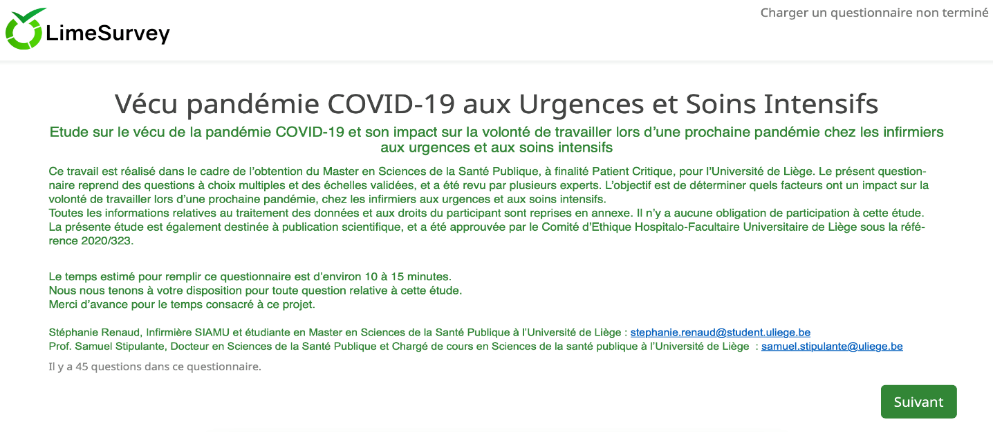 LimeSurvey
Charger un questionnaire non terminé
Vécu pandémie COVID-19 aux Urgences et Soins Intensifs
Etude sur le vécu de la pandémie COVID-19 et son impact sur la volonté de travailler lors d'une prochaine pandémie chez les infirmiers
aux urgences et aux soins intensifs
Ce travail est réalisé dans le cadre de l'obtention du Master en Sciences de la Santé Publique, à finalité Patient Critique, pour l'Université de Liège. Le présent question-
naire reprend des questions à choix multiples et des échelles validées, et a été revu par plusieurs experts. L'objectif est de déterminer quels facteurs ont un impact sur la
volonté de travailler lors d'une prochaine pandémie, chez les infirmiers aux urgences et aux soins intensifs.
Toutes les informations relatives au traitement des données et aux droits du participant sont reprises en annexe. Il n'y a aucune obligation de participation à cette étude.
La présente étude est également destinée à publication scientifique, et a été approuvée par le Comité d'Ethique Hospitalo-Facultaire Universitaire de Liège sous la réfé-
rence 2020/323.
Le temps estimé pour remplir ce questionnaire est d'environ 10 à 15 minutes.
Nous nous tenons à votre disposition pour toute question relative à cette étude.
Merci d'avance pour le temps consacré à ce projet.
Stéphanie Renaud, Infirmière SIAMU et étudiante en Master en Sciences de la Santé Publique à l'Université de Liège : stephanie.renaud@student.uliege.be
Prof. Samuel Stipulante, Docteur en Sciences de la Santé Publique et Chargé de cours en Sciences de la santé publique à l'Université de Liège : samuel.stipulante@uliege.be
Il y a 45 questions dans ce questionnaire.
Suivant